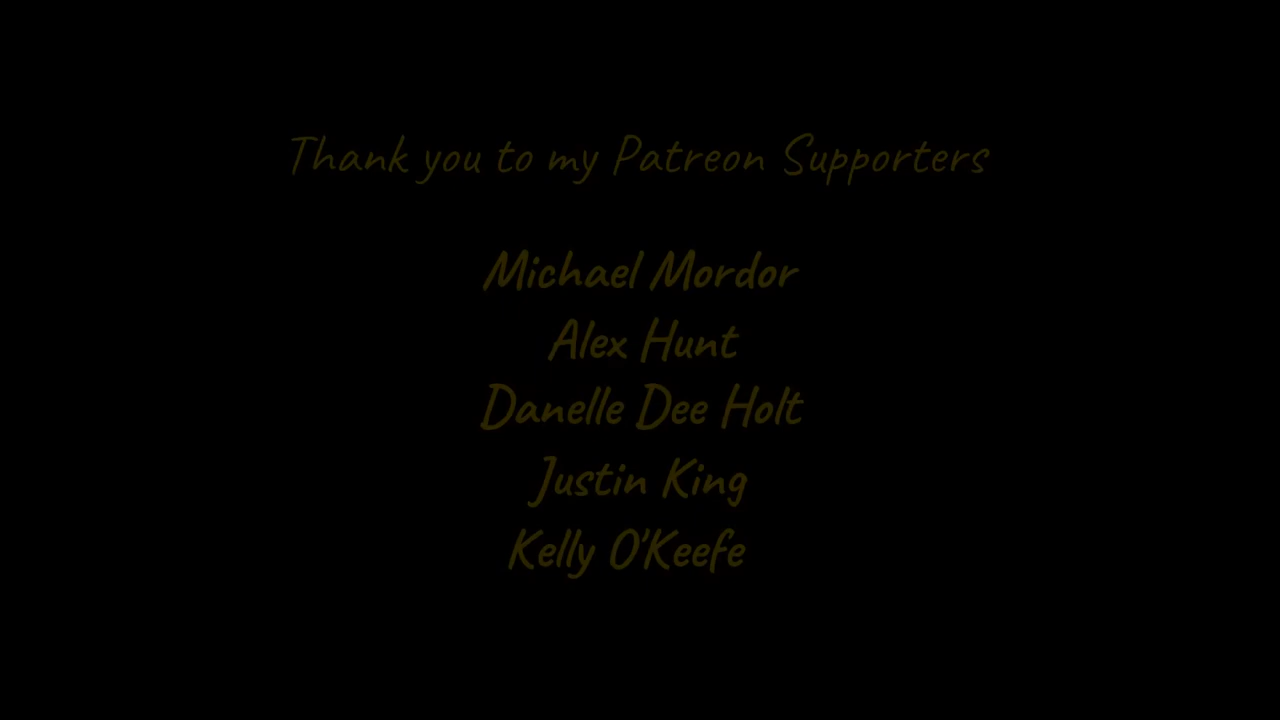 Thank you to my Patreon Supporters
Michael Mordor
Alex Hunt
Danelle Dee Holt
Justin King
Kelly O'Keefe